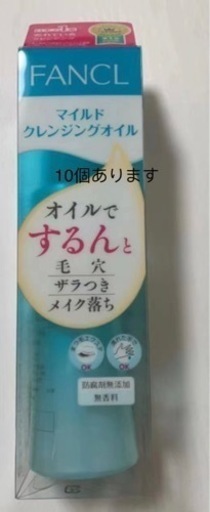 FANCL
マイルド
クレンジングオイル
10個あります
オイルで
するんと
毛穴
ザラつき
メイク落ち
OK
OK
防腐剤無添加
無香料